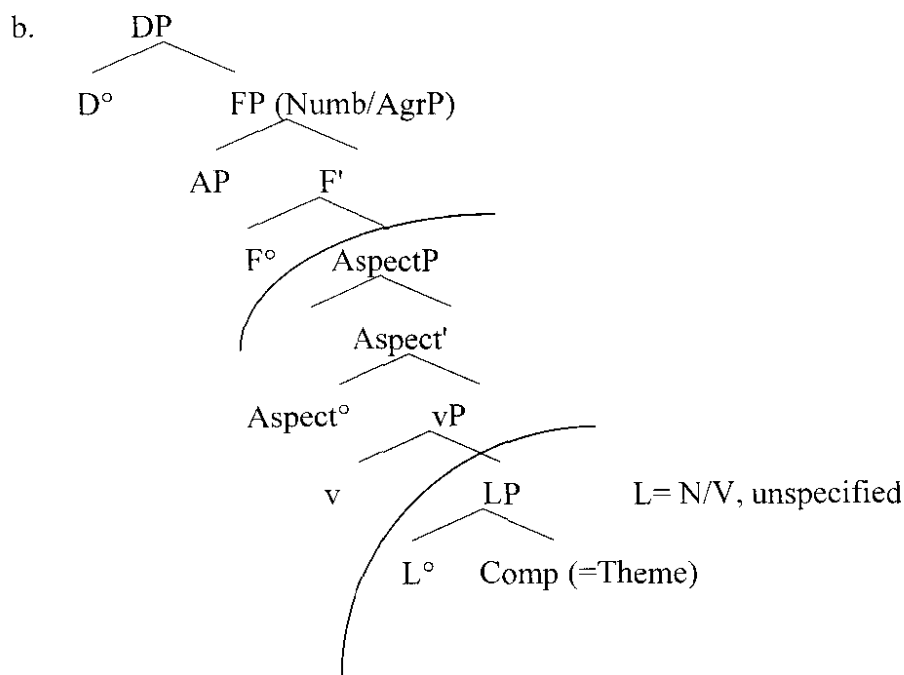 b. DP
D° FP (Numb/AgrP)
AP F'
F° AspectP
Aspect'
Aspect° vP
v LP L= N/V, unspecified
L° Comp (=Theme)